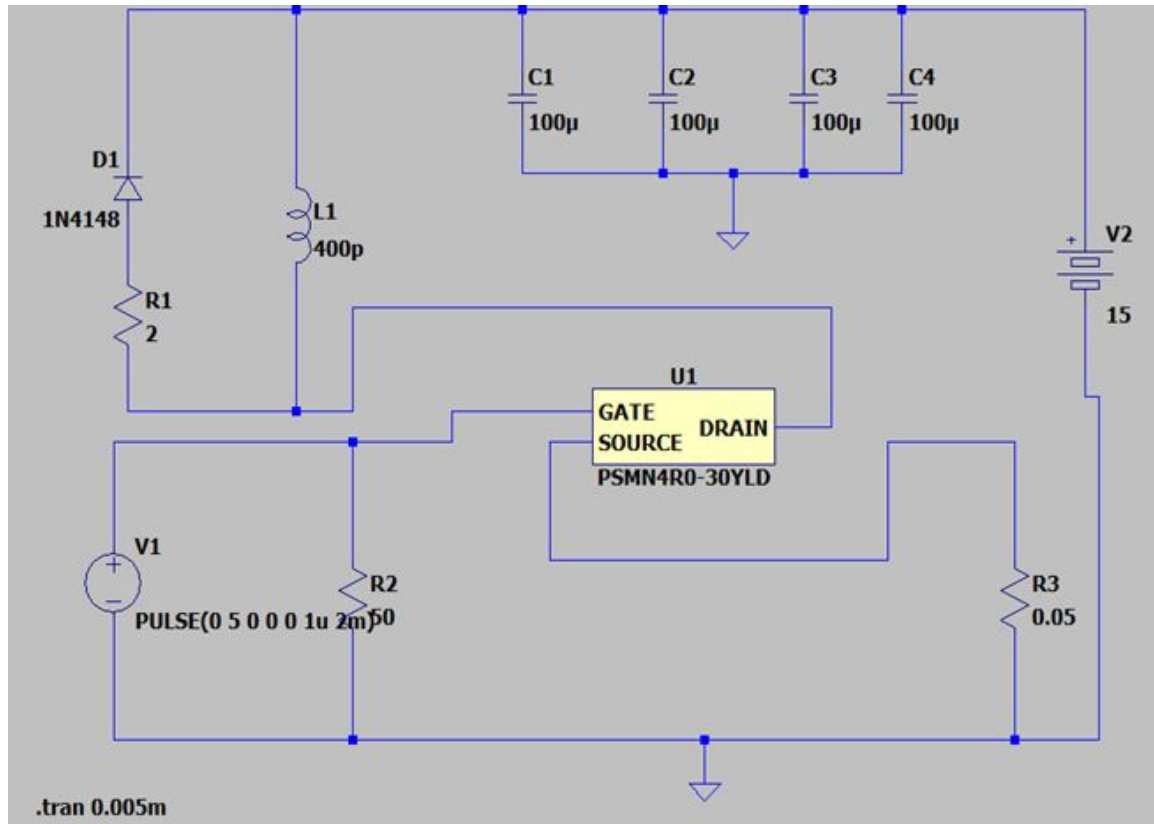 C1
100µ
C2
100µ
C3
100µ
C4
100µ
D1
1N4148
L1
400p
V2
+
15
R1
2
U1
GATE
SOURCE
DRAIN
PSMN4R0-30YLD
V1
+
PULSE(0 5 0 0 0 1u 2m)
R2
50
R3
0.05
.tran 0.005m